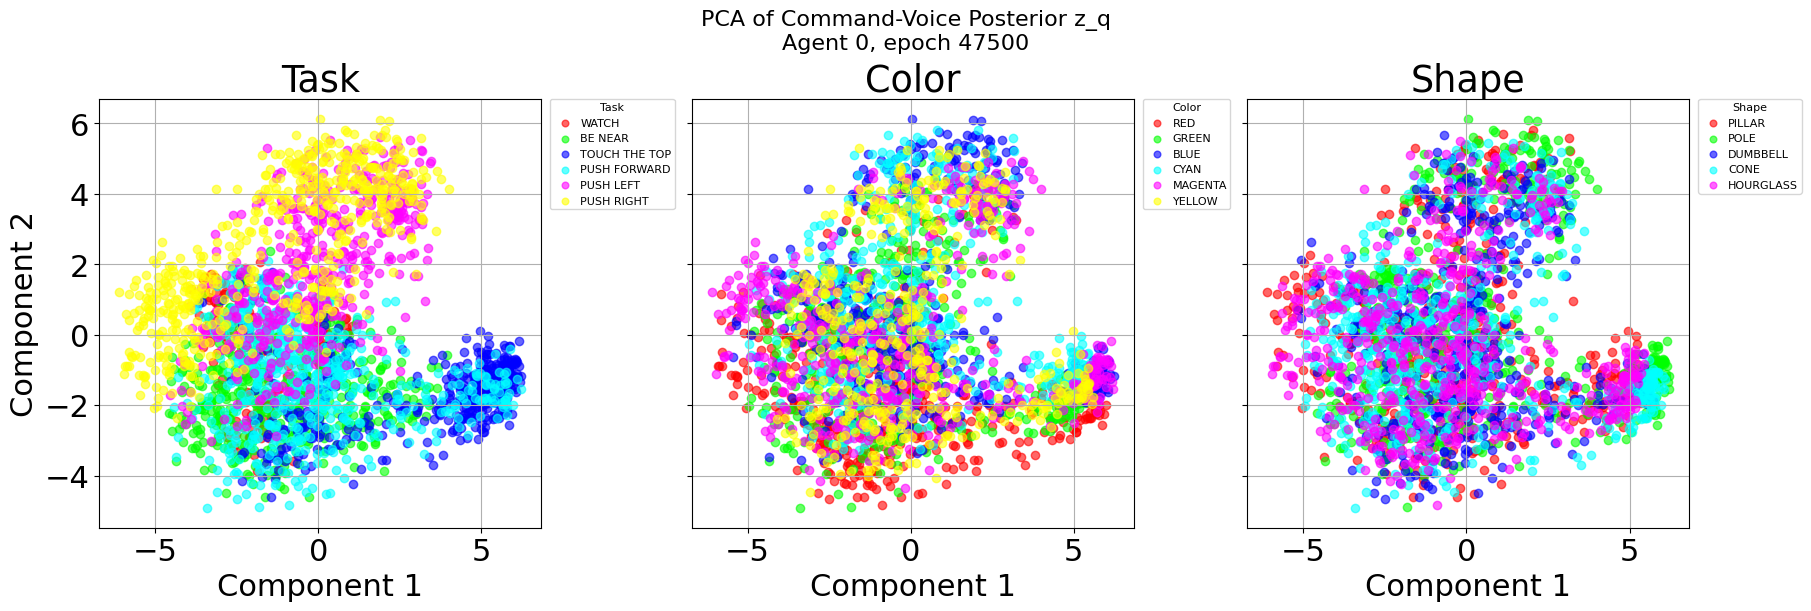 PCA of Command-Voice Posterior z_q
Agent 0, epoch 47500
Task
Color
Shape
Task
WATCH
BE NEAR
TOUCH THE TOP
PUSH FORWARD
PUSH LEFT
PUSH RIGHT
Color
RED
GREEN
BLUE
CYAN
MAGENTA
YELLOW
Shape
PILLAR
POLE
DUMBBELL
CONE
HOURGLASS
Component 2
6
4
2
0
−2
−4
−5 0 5
−5 0 5
−5 0 5
Component 1
Component 1
Component 1